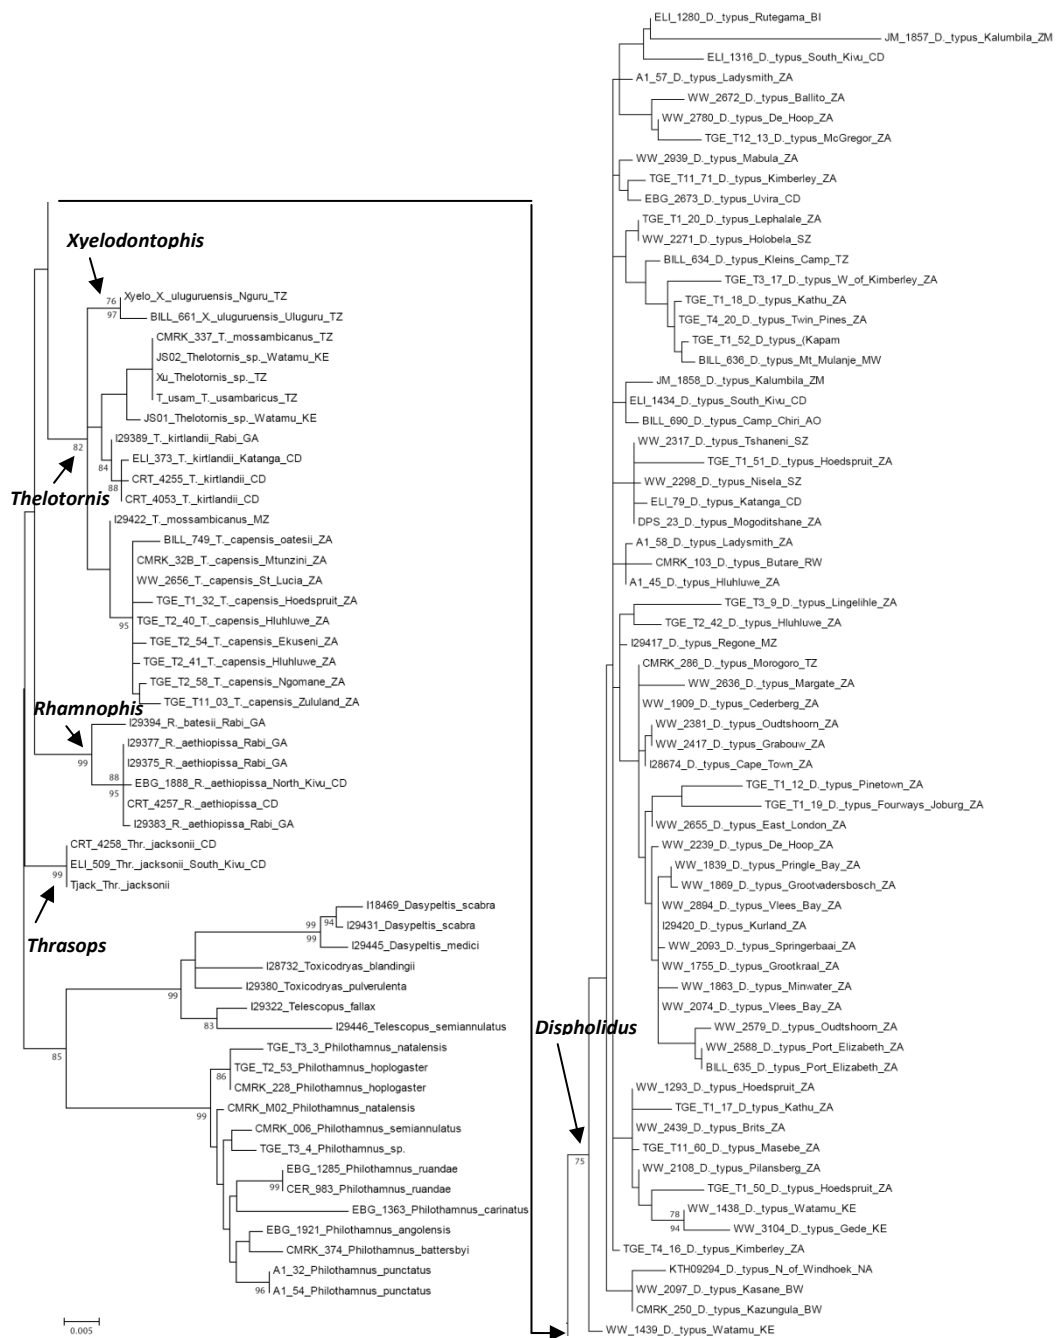 Xyelodontophis
76
Xyelo_X._uluguruensis_Nguru_TZ
97
BILL_661_X_uluguruensis_Uluguru_TZ
CMRK_337_T._mossambicanus_TZ
JS02_Thelotornis_sp._Watamu_KE
Xu_Thelotornis_sp._TZ
T_usam_T._usambaricus_TZ
JS01_Thelotornis_sp._Watamu_KE
82
I29389_T._kirtlandii_Rabi_GA
84
ELI_373_T._kirtlandii_Katanga_CD
Thelotornis
88
CRT_4255_T._kirtlandii_CD
CRT_4053_T._kirtlandii_CD
I29422_T._mossambicanus_MZ
BILL_749_T._capensis_oatesii_ZA
CMRK_32B_T._capensis_Mtunzini_ZA
WW_2656_T._capensis_St_Lucia_ZA
TGE_T1_32_T._capensis_Hoedspruit_ZA
95
TGE_T2_40_T._capensis_Hluhluwe_ZA
TGE_T2_54_T._capensis_Ekuseni_ZA
TGE_T2_41_T._capensis_Hluhluwe_ZA
TGE_T2_58_T._capensis_Ngomane_ZA
TGE_T11_03_T._capensis_Zululand_ZA
Rhamnophis
I29394_R._batesii_Rabi_GA
99
I29377_R._aethiopissa_Rabi_GA
I29375_R._aethiopissa_Rabi_GA
88
EBG_1888_R._aethiopissa_North_Kivu_CD
95
CRT_4257_R._aethiopissa_CD
I29383_R._aethiopissa_Rabi_GA
CRT_4258_Thr._jacksonii_CD
ELI_509_Thr._jacksonii_South_Kivu_CD
99
Tjack_Thr._jacksonii
Thrasops
I18469_Dasypeltis_scabra
94
I29431_Dasypeltis_scabra
99
99
I29445_Dasypeltis_medici
I28732_Toxicodryas_blandingii
I29380_Toxicodryas_pulverulenta
99
I29322_Telescopus_fallax
83
I29446_Telescopus_semiannulatus
85
TGE_T3_3_Philothamnus_natalensis
86
TGE_T2_53_Philothamnus_hoplogaster
CMRK_228_Philothamnus_hoplogaster
99
CMRK_M02_Philothamnus_natalensis
CMRK_006_Philothamnus_semiannulatus
TGE_T3_4_Philothamnus_sp.
EBG_1285_Philothamnus_ruandae
99
CER_983_Philothamnus_ruandae
EBG_1363_Philothamnus_carinatus
EBG_1921_Philothamnus_angolensis
CMRK_374_Philothamnus_battersbyi
A1_32_Philothamnus_punctatus
96
A1_54_Philothamnus_punctatus
0.005
ELI_1280_D._typus_Rutegama_BI
JM_1857_D._typus_Kalumbila_ZM
ELI_1316_D._typus_South_Kivu_CD
A1_57_D._typus_Ladysmith_ZA
WW_2672_D._typus_Ballito_ZA
WW_2780_D._typus_De_Hoop_ZA
TGE_T12_13_D._typus_McGregor_ZA
WW_2939_D._typus_Mabula_ZA
TGE_T11_71_D._typus_Kimberley_ZA
EBG_2673_D._typus_Uvira_CD
TGE_T1_20_D._typus_Lephalale_ZA
WW_2271_D._typus_Holobela_SZ
BILL_634_D._typus_Kleins_Camp_TZ
TGE_T3_17_D._typus_W_of_Kimberley_ZA
TGE_T1_18_D._typus_Kathu_ZA
TGE_T4_20_D._typus_Twin_Pines_ZA
TGE_T1_52_D_typus_(Kapam
BILL_636_D._typus_Mt_Mulanje_MW
JM_1858_D._typus_Kalumbila_ZM
ELI_1434_D._typus_South_Kivu_CD
BILL_690_D._typus_Camp_Chiri_AO
WW_2317_D._typus_Tshaneni_SZ
TGE_T1_51_D._typus_Hoedspruit_ZA
WW_2298_D._typus_Nisela_SZ
ELI_79_D._typus_Katanga_CD
DPS_23_D._typus_Mogoditshane_ZA
A1_58_D._typus_Ladysmith_ZA
CMRK_103_D._typus_Butare_RW
A1_45_D._typus_Hluhluwe_ZA
TGE_T3_9_D._typus_Lingelihle_ZA
TGE_T2_42_D._typus_Hluhluwe_ZA
I29417_D._typus_Regone_MZ
CMRK_286_D._typus_Morogoro_TZ
WW_2636_D._typus_Margate_ZA
WW_1909_D._typus_Cederberg_ZA
WW_2381_D._typus_Oudtshoorn_ZA
WW_2417_D._typus_Grabouw_ZA
I28674_D._typus_Cape_Town_ZA
TGE_T1_12_D._typus_Pinetown_ZA
TGE_T1_19_D._typus_Fourways_Joburg_ZA
WW_2655_D._typus_East_London_ZA
WW_2239_D._typus_De_Hoop_ZA
WW_1839_D._typus_Pringle_Bay_ZA
WW_1869_D._typus_Grootvadersbosch_ZA
WW_2894_D._typus_Vlees_Bay_ZA
I29420_D._typus_Kurland_ZA
WW_2093_D._typus_Springerbaai_ZA
WW_1755_D._typus_Grootkraal_ZA
WW_1863_D._typus_Minwater_ZA
WW_2074_D._typus_Vlees_Bay_ZA
WW_2579_D._typus_Oudtshoorn_ZA
Dispholidus
WW_2588_D._typus_Port_Elizabeth_ZA
BILL_635_D._typus_Port_Elizabeth_ZA
WW_1293_D._typus_Hoedspruit_ZA
TGE_T1_17_D_typus_Kathu_ZA
WW_2439_D._typus_Brits_ZA
TGE_T11_60_D._typus_Masebe_ZA
75
WW_2108_D._typus_Pilansberg_ZA
TGE_T1_50_D._typus_Hoedspruit_ZA
78
WW_1438_D._typus_Watamu_KE
94
WW_3104_D._typus_Gede_KE
TGE_T4_16_D._typus_Kimberley_ZA
KTH09294_D._typus_N_of_Windhoek_NA
WW_2097_D._typus_Kasane_BW
CMRK_250_D._typus_Kazungula_BW
WW_1439_D._typus_Watamu_KE